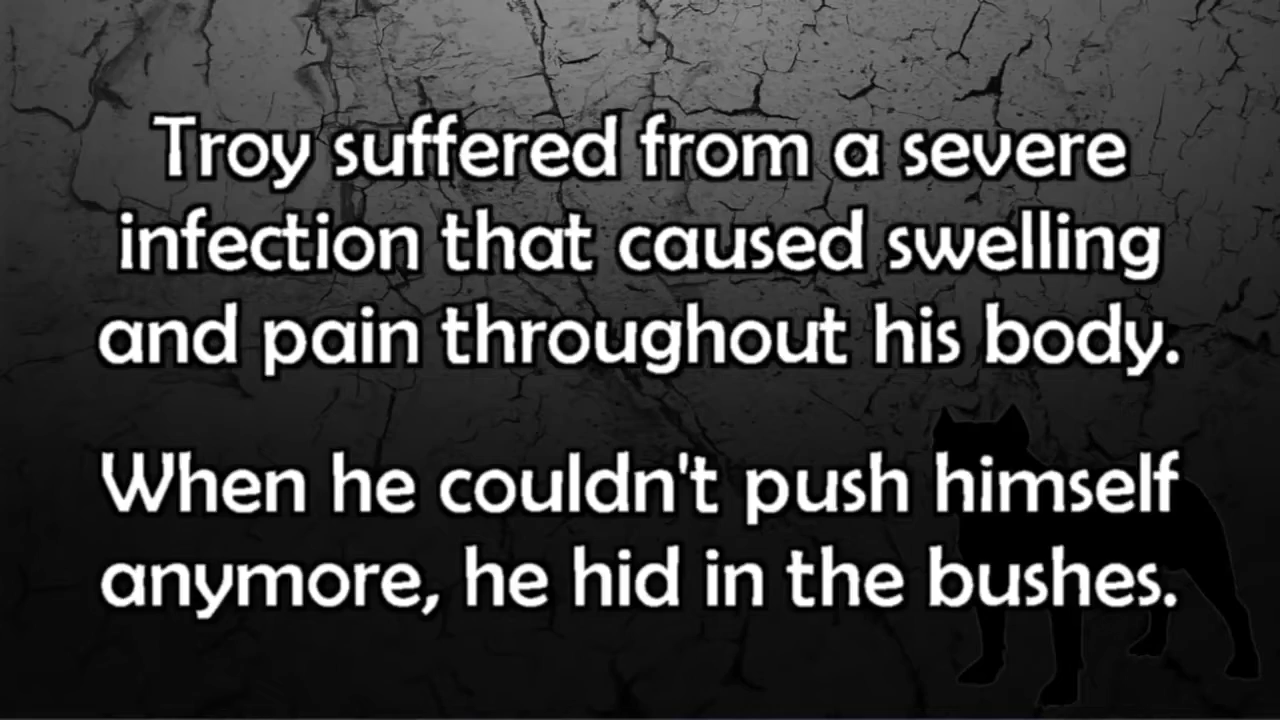 Troy suffered from a severe
infection that caused swelling
and pain throughout his body.
When he couldn't push himself
anymore, he hid in the bushes.